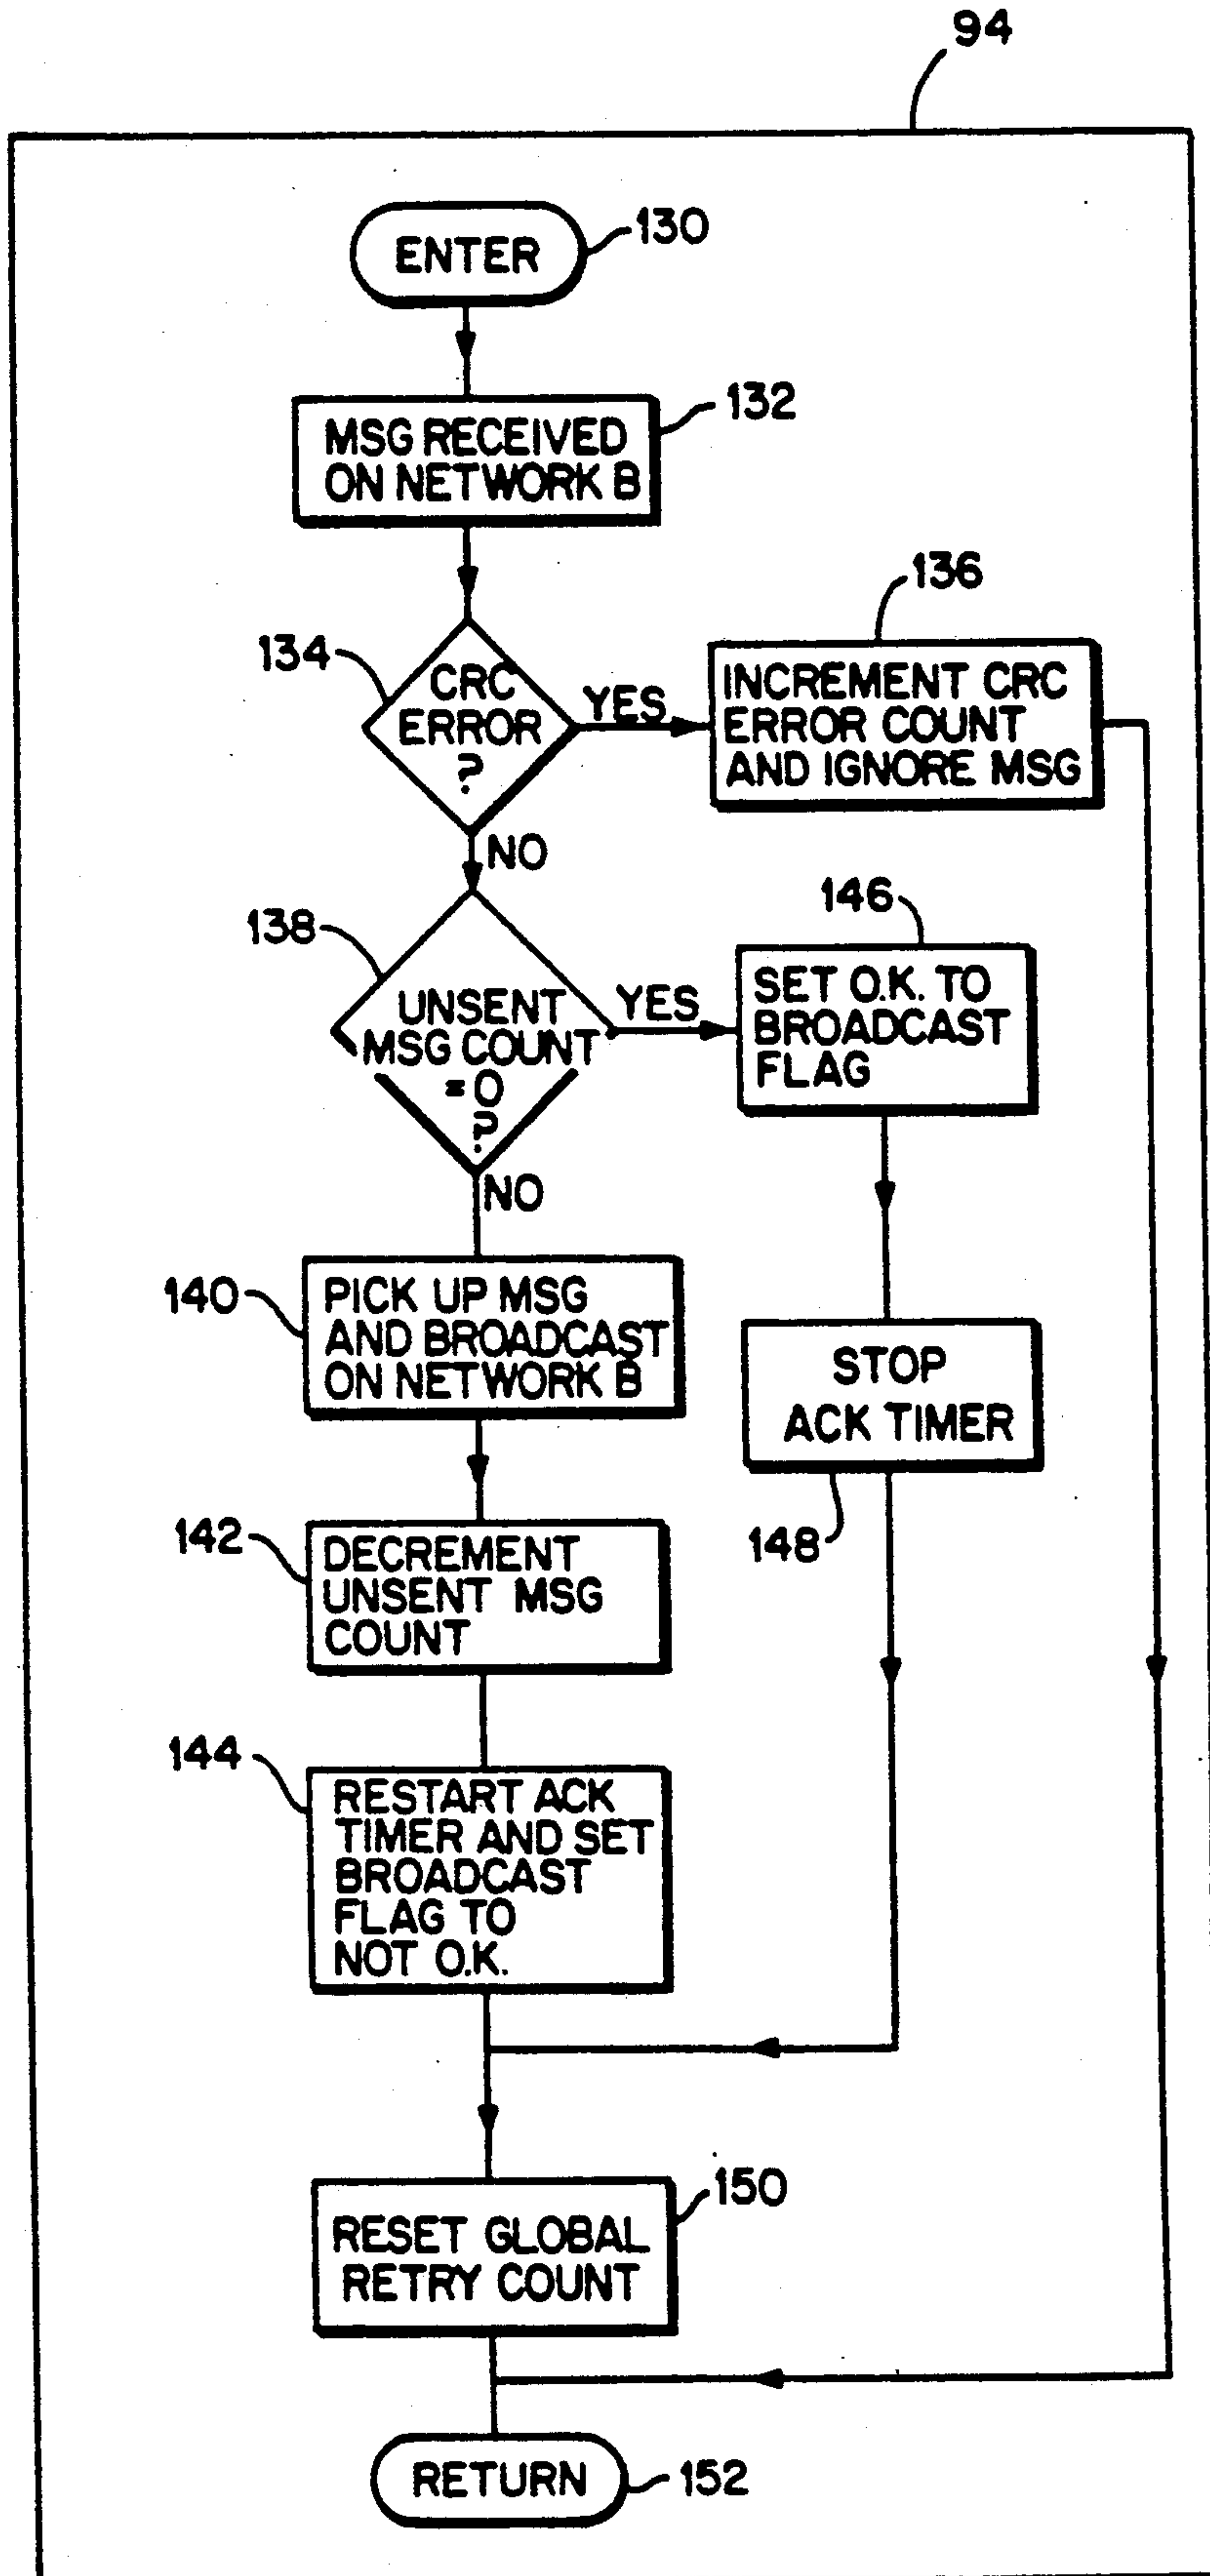 94
ENTER
130
MSG RECEIVED
ON NETWORK B
132
134
CRC
ERROR
?
YES
136
INCREMENT CRC
ERROR COUNT
AND IGNORE MSG
NO
138
UNSENT
MSG COUNT
=0
?
YES
146
SET O.K. TO
BROADCAST
FLAG
NO
140
PICK UP MSG
AND BROADCAST
ON NETWORK B
STOP
ACK TIMER
148
142
DECREMENT
UNSENT MSG
COUNT
144
RESTART ACK
TIMER AND SET
BROADCAST
FLAG TO
NOT O.K.
150
RESET GLOBAL
RETRY COUNT
RETURN
152